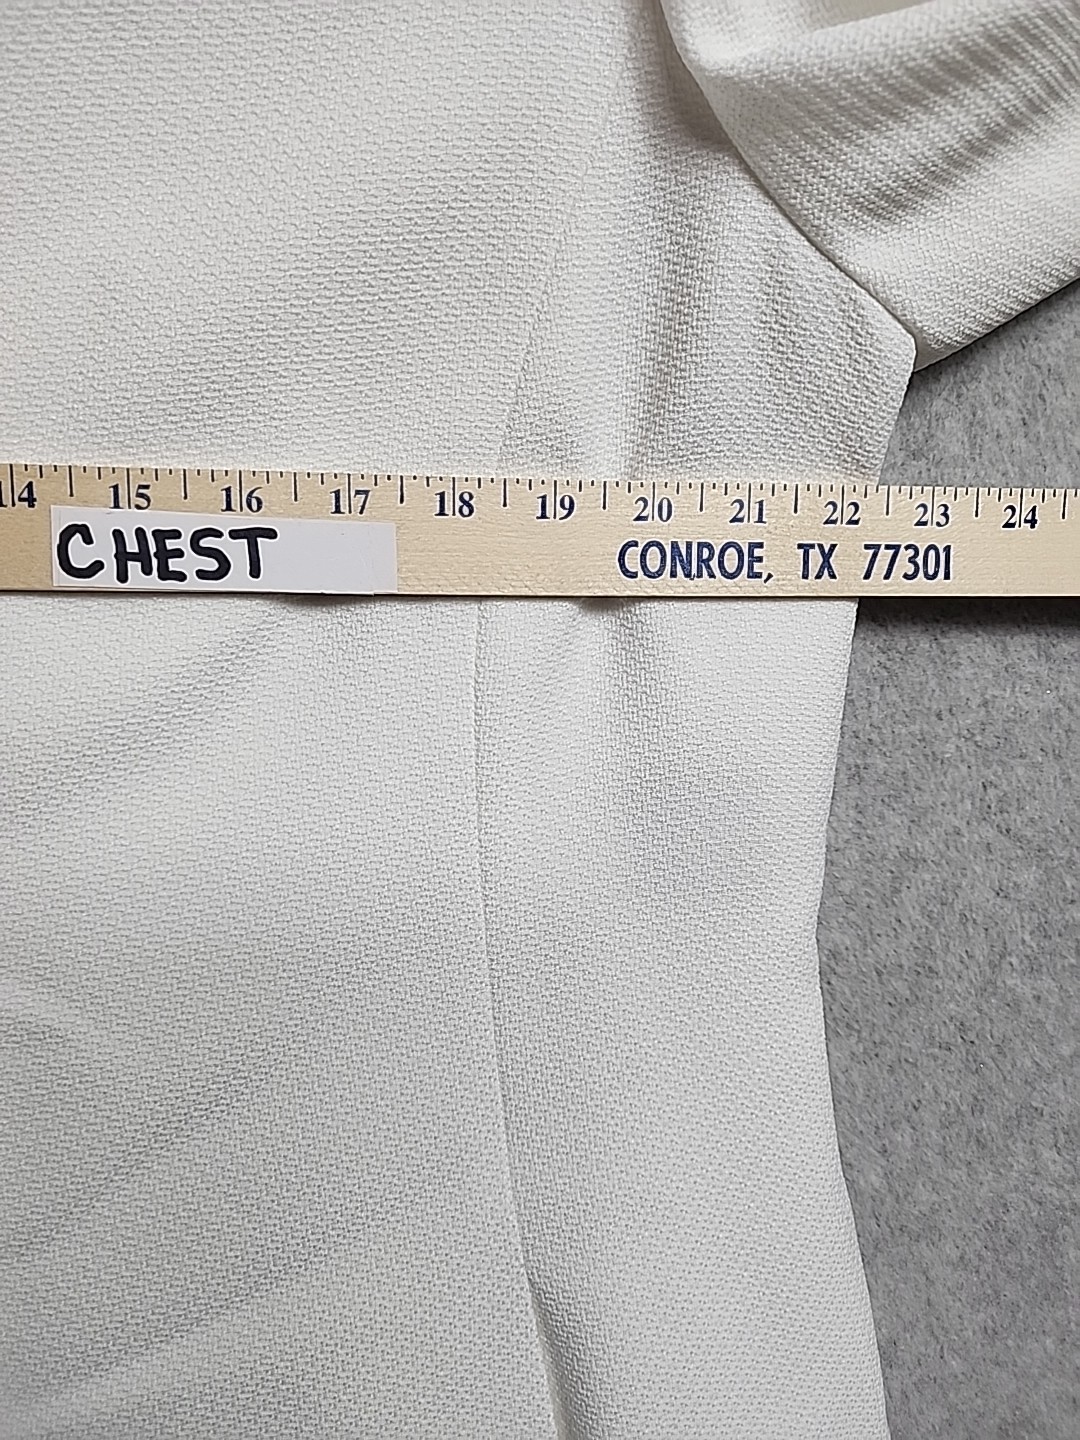 14 15 16 17 18 19 20 21 22 23 24
CHEST
CONROE, TX 77301